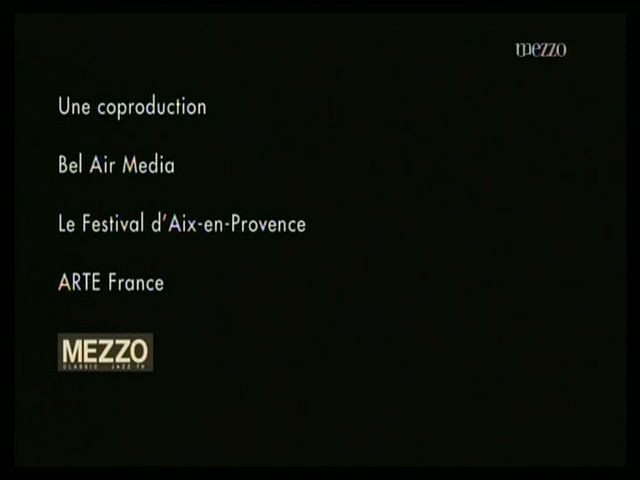 mezzo
Une coproduction
Bel Air Media
Le Festival d'Aix-en-Provence
ARTE France
MEZZO
CLASSIC JAZZ TV